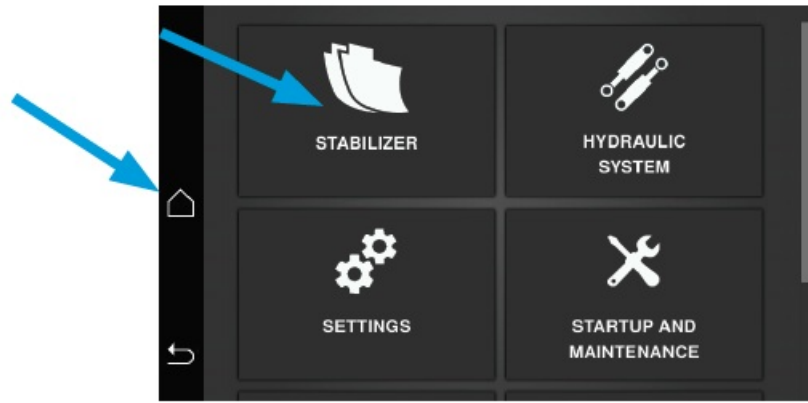 STABILIZER
HYDRAULIC
SYSTEM
SETTINGS
STARTUP AND
MAINTENANCE